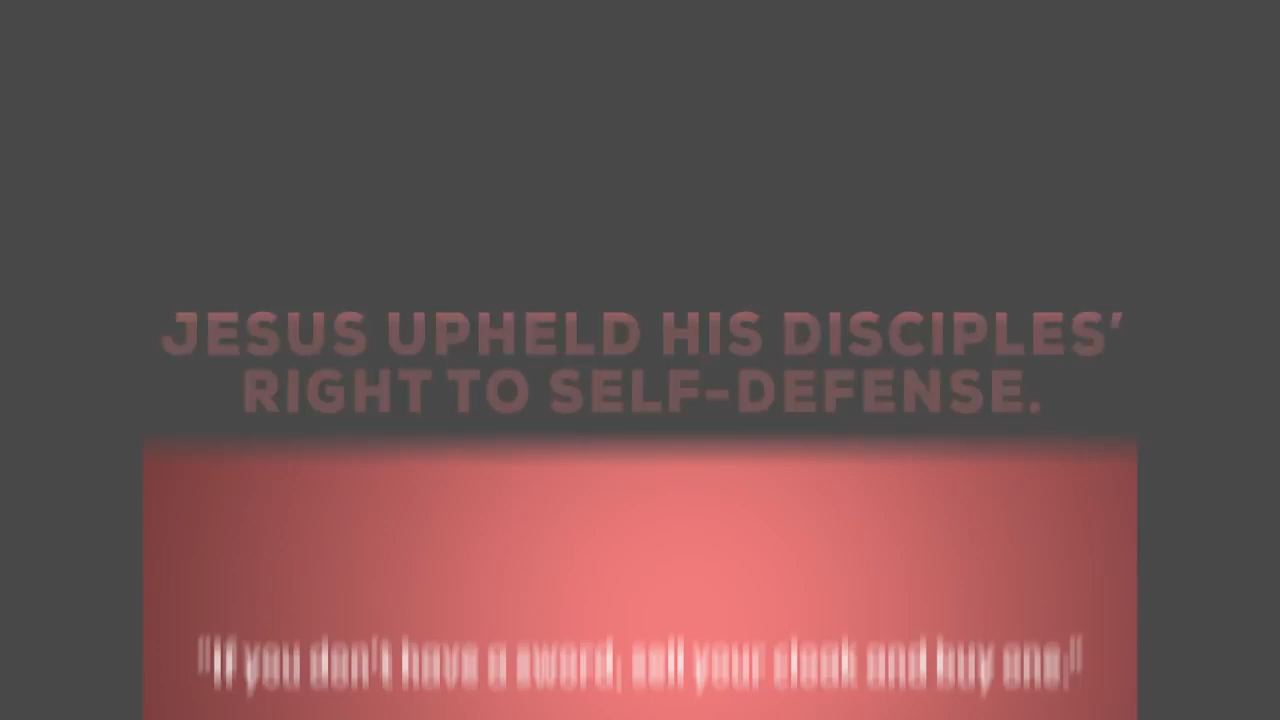 JESUS UPHELD HIS DISCIPLES’
RIGHT TO SELF-DEFENSE.
"If you don't have a sword, sell your cloak and buy one."